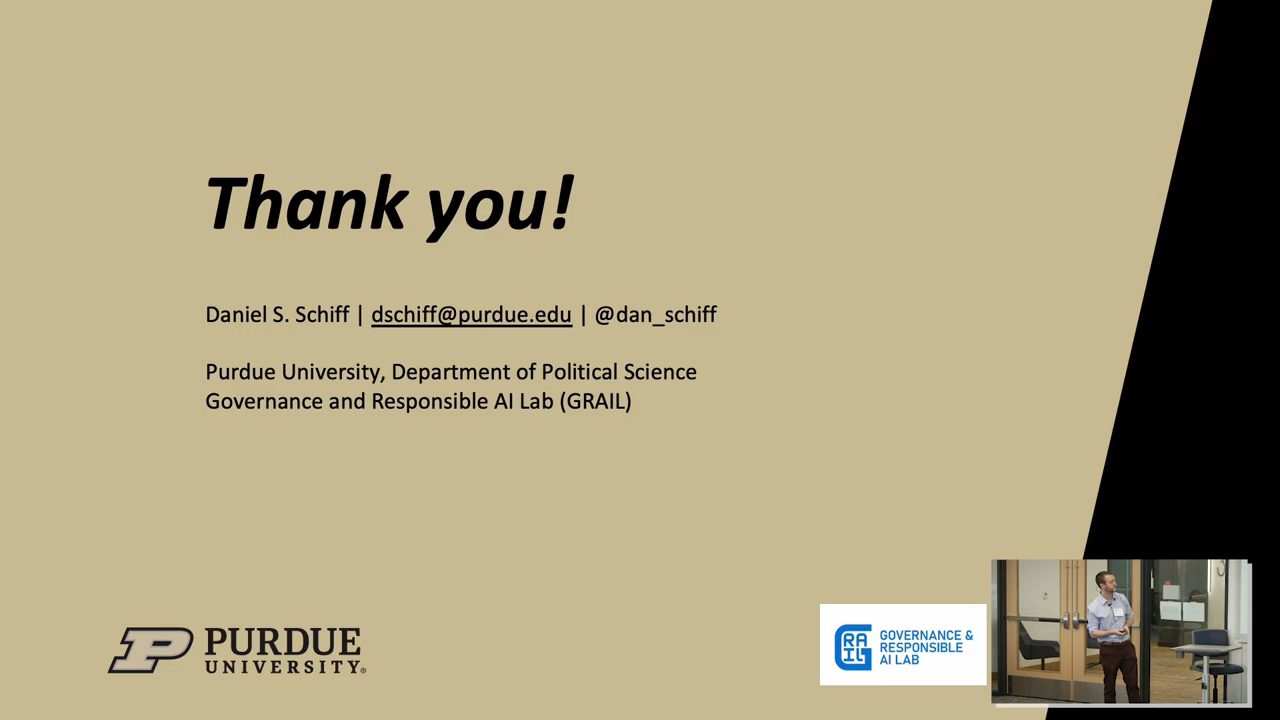 Thank you!
Daniel S. Schiff | dschiff@purdue.edu | @dan_schiff
Purdue University, Department of Political Science
Governance and Responsible AI Lab (GRAIL)
PURDUE
UNIVERSITY®
GRAIL
GOVERNANCE &
RESPONSIBLE
AI LAB